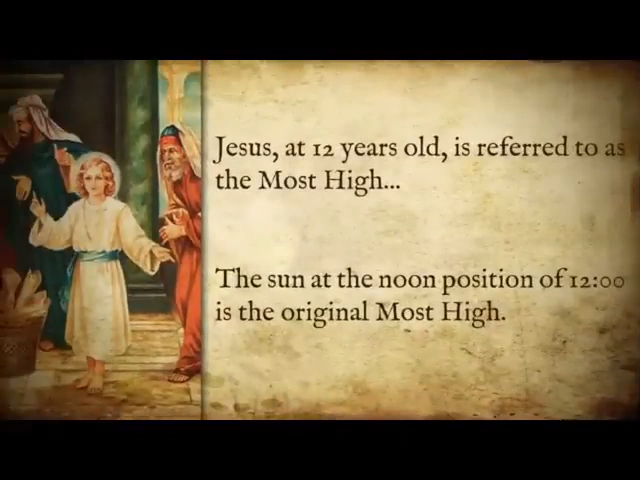 Jesus, at 12 years old, is referred to as
the Most High...
The sun at the noon position of 12:00
is the original Most High.